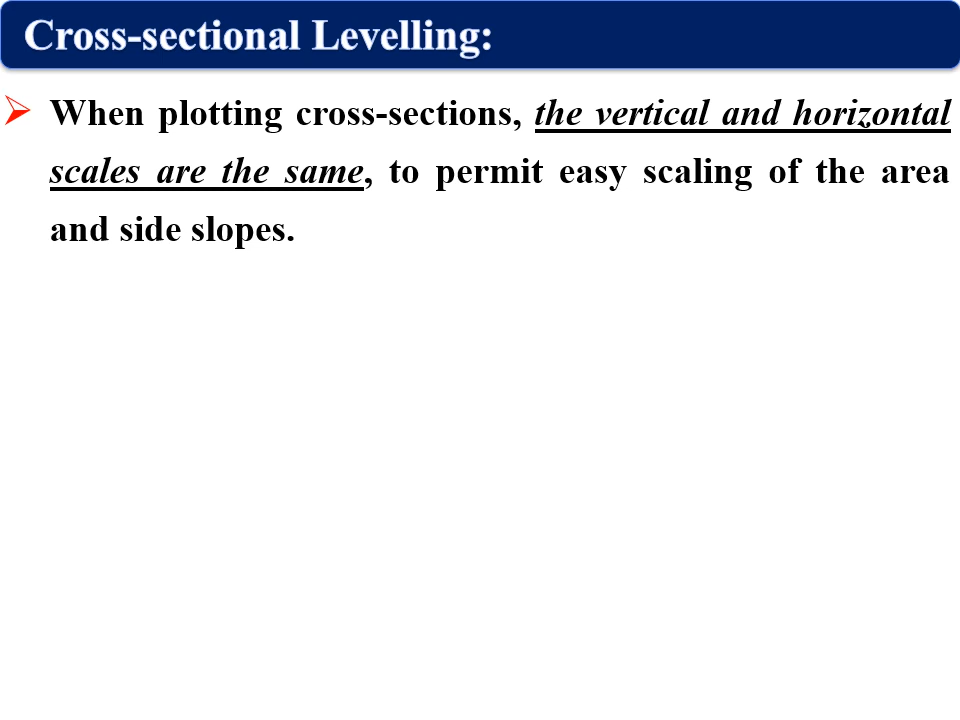 Cross-sectional Levelling:
When plotting cross-sections, the vertical and horizontal
scales are the same, to permit easy scaling of the area
and side slopes.